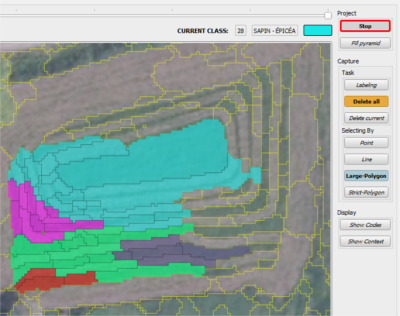 Project
CURRENT CLASS: 28 SAPIN - ÉPICÉA
Stop
Fill pyramid
Capture
Task
Labeling
Delete all
Delete current
Selecting By
Point
Line
Large-Polygon
Strict-Polygon
Display
Show Codes
Show Context